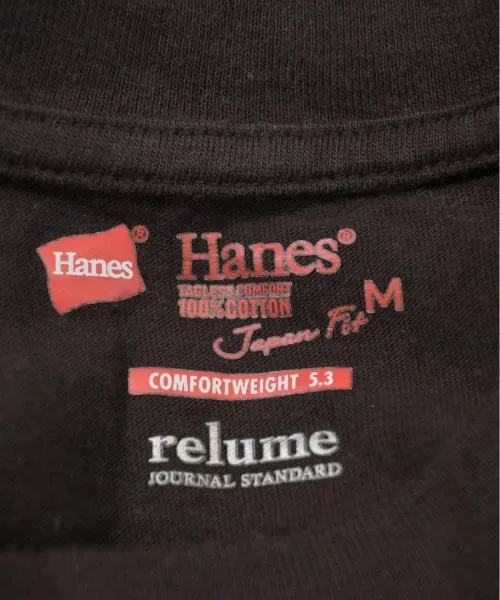 Hanes®
Hanes®
TAGLESS COMFORT
100% COTTON
Japan Fit
M
COMFORTWEIGHT 5.3
relume
JOURNAL STANDARD